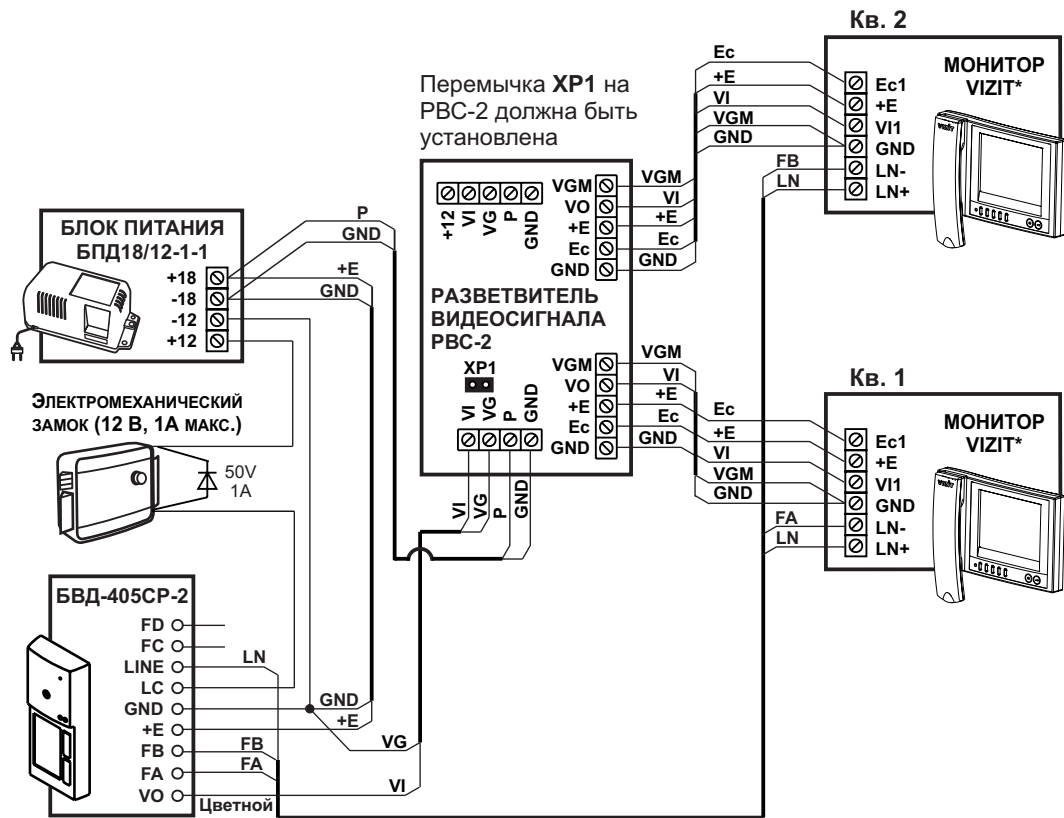 Кв. 2
МОНИТОР
VIZIT*
Ec
+E
VI
VGM
GND
FB
LN
Ec1
+E
VI1
GND
LN-
LN+
Перемычка XP1 на
РВС-2 должна быть
установлена
+12
VI
VG
P
GND
VGM
VO
+E
Ec
GND
VGM
VI
+E
Ec
GND
РАЗВЕТВИТЕЛЬ
ВИДЕОСИГНАЛА
РВС-2
XP1
VI
VG
P
GND
VGM
VO
+E
Ec
GND
VGM
VI
+E
Ec
GND
VI
VG
P
GND
БЛОК ПИТАНИЯ
БПД18/12-1-1
+18
-18
-12
+12
P
GND
+E
GND
ЭЛЕКТРОМЕХАНИЧЕСКИЙ
ЗАМОК (12 В, 1А МАКС.)
50V
1A
Кв. 1
МОНИТОР
VIZIT*
Ec
+E
VI
VGM
GND
FA
LN
Ec1
+E
VI1
GND
LN-
LN+
БВД-405CP-2
FD
FC
LINE
LC
GND
+E
FB
FA
VO
LN
GND
+E
VG
FB
FA
VI
Цветной